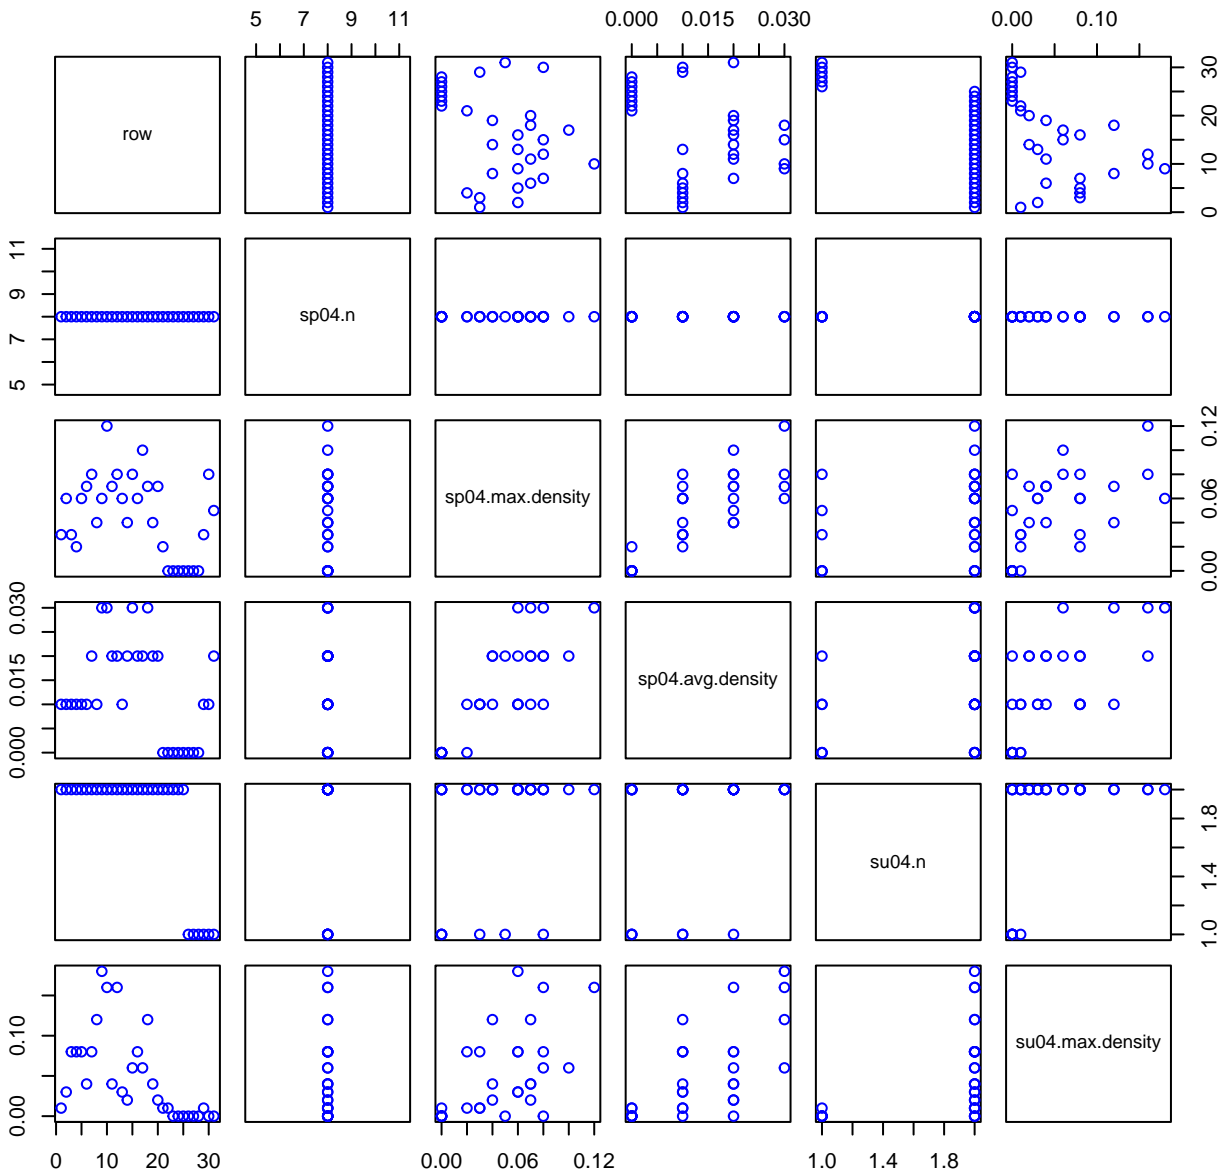 5 7 9 11 0.000 0.015 0.030 0.00 0.10
row 0 10 20 30
5 7 9 11 sp04.n
sp04.max.density 0.00 0.06 0.12
0.000 0.015 0.030 sp04.avg.density
su04.n 1.0 1.4 1.8
0.00 0.10 su04.max.density
0 10 20 30 0.00 0.06 0.12 1.0 1.4 1.8